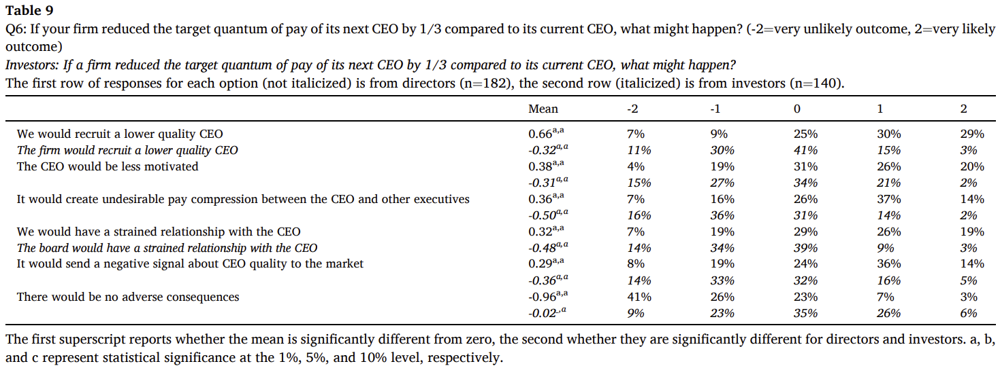 Table 9
Q6: If your firm reduced the target quantum of pay of its next CEO by 1/3 compared to its current CEO, what might happen? (-2=very unlikely outcome, 2=very likely
outcome)
Investors: If a firm reduced the target quantum of pay of its next CEO by 1/3 compared to its current CEO, what might happen?
The first row of responses for each option (not italicized) is from directors (n=182), the second row (italicized) is from investors (n=140).
Mean -2 -1 0 1 2
We would recruit a lower quality CEO 0.66a,a 7% 9% 25% 30% 29%
The firm would recruit a lower quality CEO -0.32a,a 11% 30% 41% 15% 3%
The CEO would be less motivated 0.38a,a 4% 19% 31% 26% 20%
-0.31a,a 15% 27% 34% 21% 2%
It would create undesirable pay compression between the CEO and other executives 0.36a,a 7% 16% 26% 37% 14%
-0.50a,a 16% 36% 31% 14% 2%
We would have a strained relationship with the CEO 0.32a,a 7% 19% 29% 26% 19%
The board would have a strained relationship with the CEO -0.48a,a 14% 34% 39% 9% 3%
It would send a negative signal about CEO quality to the market 0.29a,a 8% 19% 24% 36% 14%
-0.36a,a 14% 33% 32% 16% 5%
There would be no adverse consequences -0.96a,a 41% 26% 23% 7% 3%
-0.02-,a 9% 23% 35% 26% 6%
The first superscript reports whether the mean is significantly different from zero, the second whether they are significantly different for directors and investors. a, b,
and c represent statistical significance at the 1%, 5%, and 10% level, respectively.